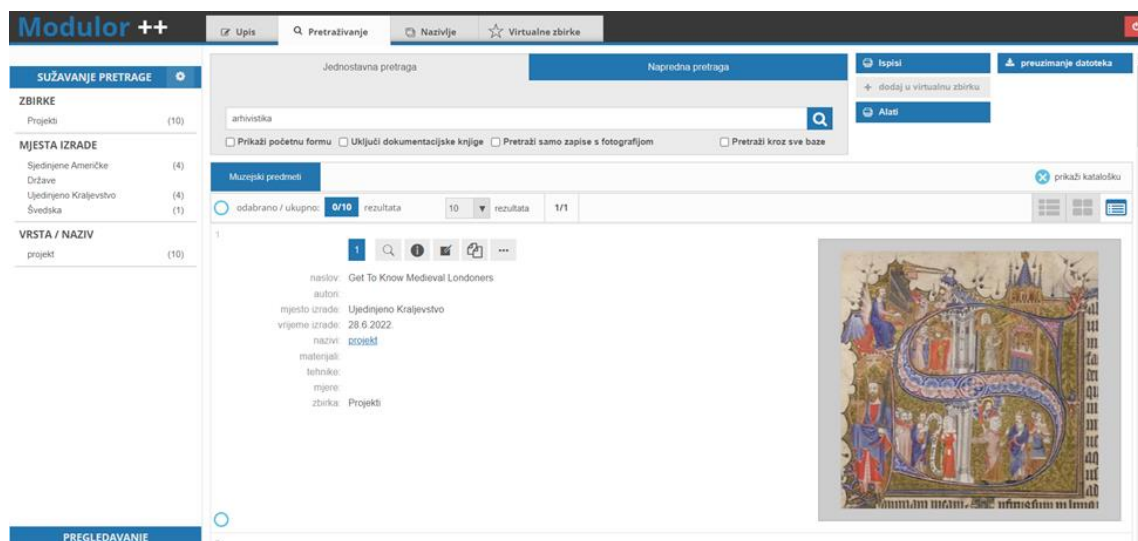 Modulor ++
Upis
Pretraživanje
Nazivlje
Virtualne zbirke
SUŽAVANJE PRETRAGE
ZBIRKE
Projekti (10)
MJESTA IZRADE
Sjedinjene Američke (4)
Države
Ujedinjeno Kraljevstvo (4)
Švedska (1)
VRSTA / NAZIV
projekt (10)
PREGLEDAVANJE
Jednostavna pretraga
Napredna pretraga
arhivistika
Prikaži početnu formu Uključi dokumentacijske knjige Pretraži samo zapise s fotografijom Pretraži kroz sve baze
Ispisi
preuzimanje datoteka
+ dodaj u virtualnu zbirku
Alati
Muzejski predmeti
prikaži katalošku
odabrano / ukupno: 0/10 rezultata 10 rezultata 1/1
1
1
naslov: Get To Know Medieval Londoners
autori:
mjesto izrade: Ujedinjeno Kraljevstvo
vrijeme izrade: 28.6.2022.
nazivi: projekt
materijali:
tehnike:
mjere:
zbirka: Projekti